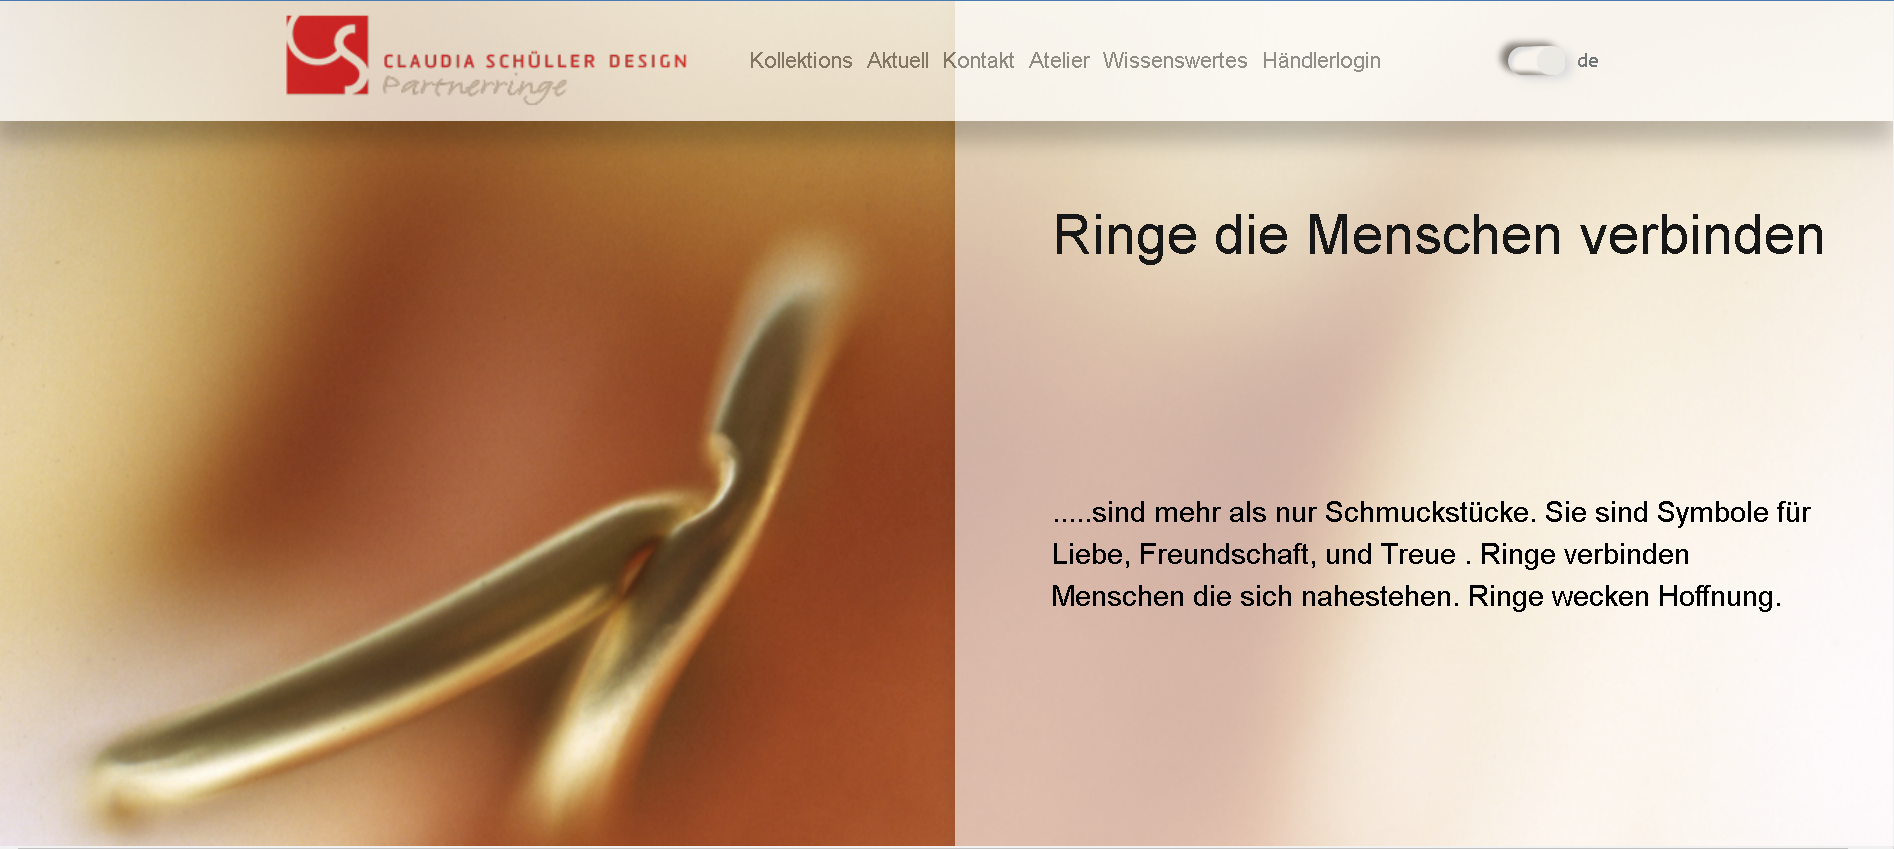 CLAUDIA SCHÜLLER DESIGN
Partnerringe
Kollektions Aktuell Kontakt Atelier Wissenswertes Händlerlogin
de
Ringe die Menschen verbinden
.....sind mehr als nur Schmuckstücke. Sie sind Symbole für
Liebe, Freundschaft, und Treue . Ringe verbinden
Menschen die sich nahestehen. Ringe wecken Hoffnung.